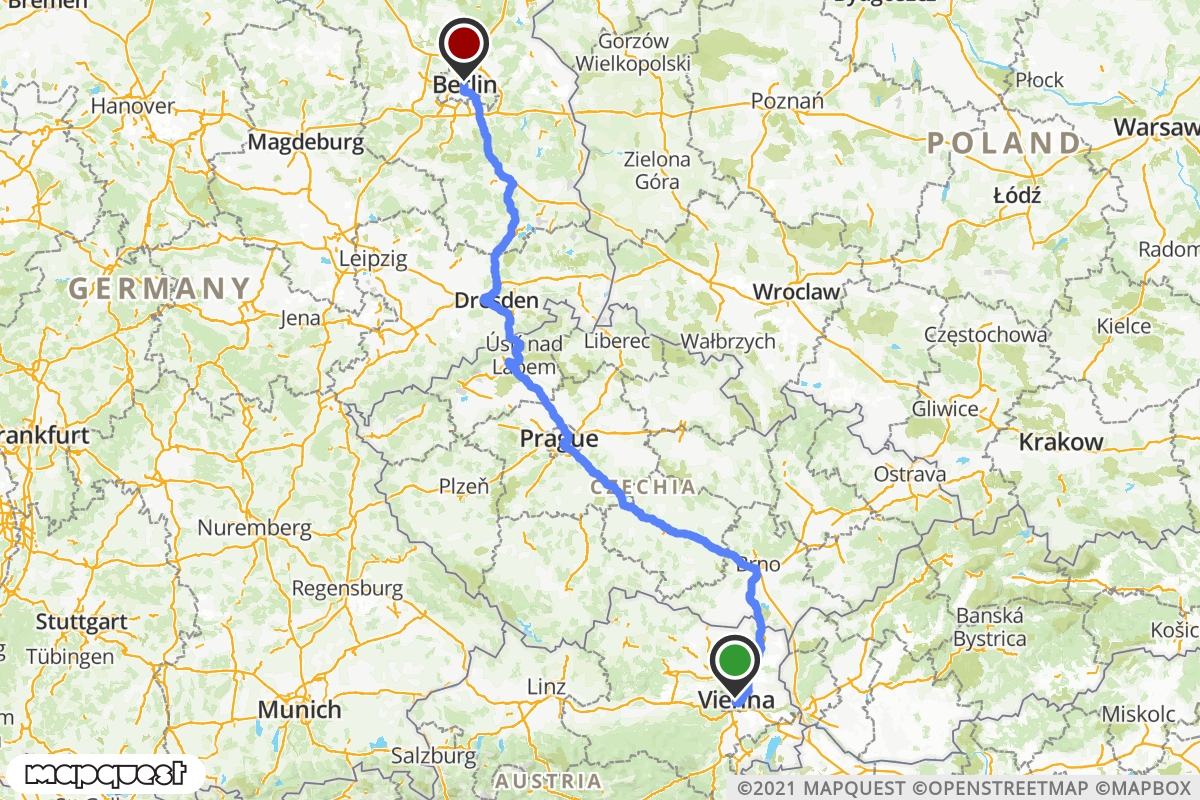 Bremen
Gorzów
Wielkopolski
Płock
Berlin
Hanover
Poznań
Warsaw
Magdeburg
POLAND
Zielona
Góra
Łódź
Leipzig
Radom
GERMANY
Dresden
Wroclaw
Jena
Częstochowa
Kielce
Ústí nad
Labem
Liberec
Wałbrzych
Gliwice
rankfurt
Prague
Krakow
Ostrava
Plzeň
CZECHIA
Nuremberg
Brno
Regensburg
Banská
Bystrica
Stuttgart
Košic
Tübingen
Linz
Vienna
Munich
Miskolc
Salzburg
mapquest
AUSTRIA
©2021 MAPQUEST ©OPENSTREETMAP ©MAPBOX